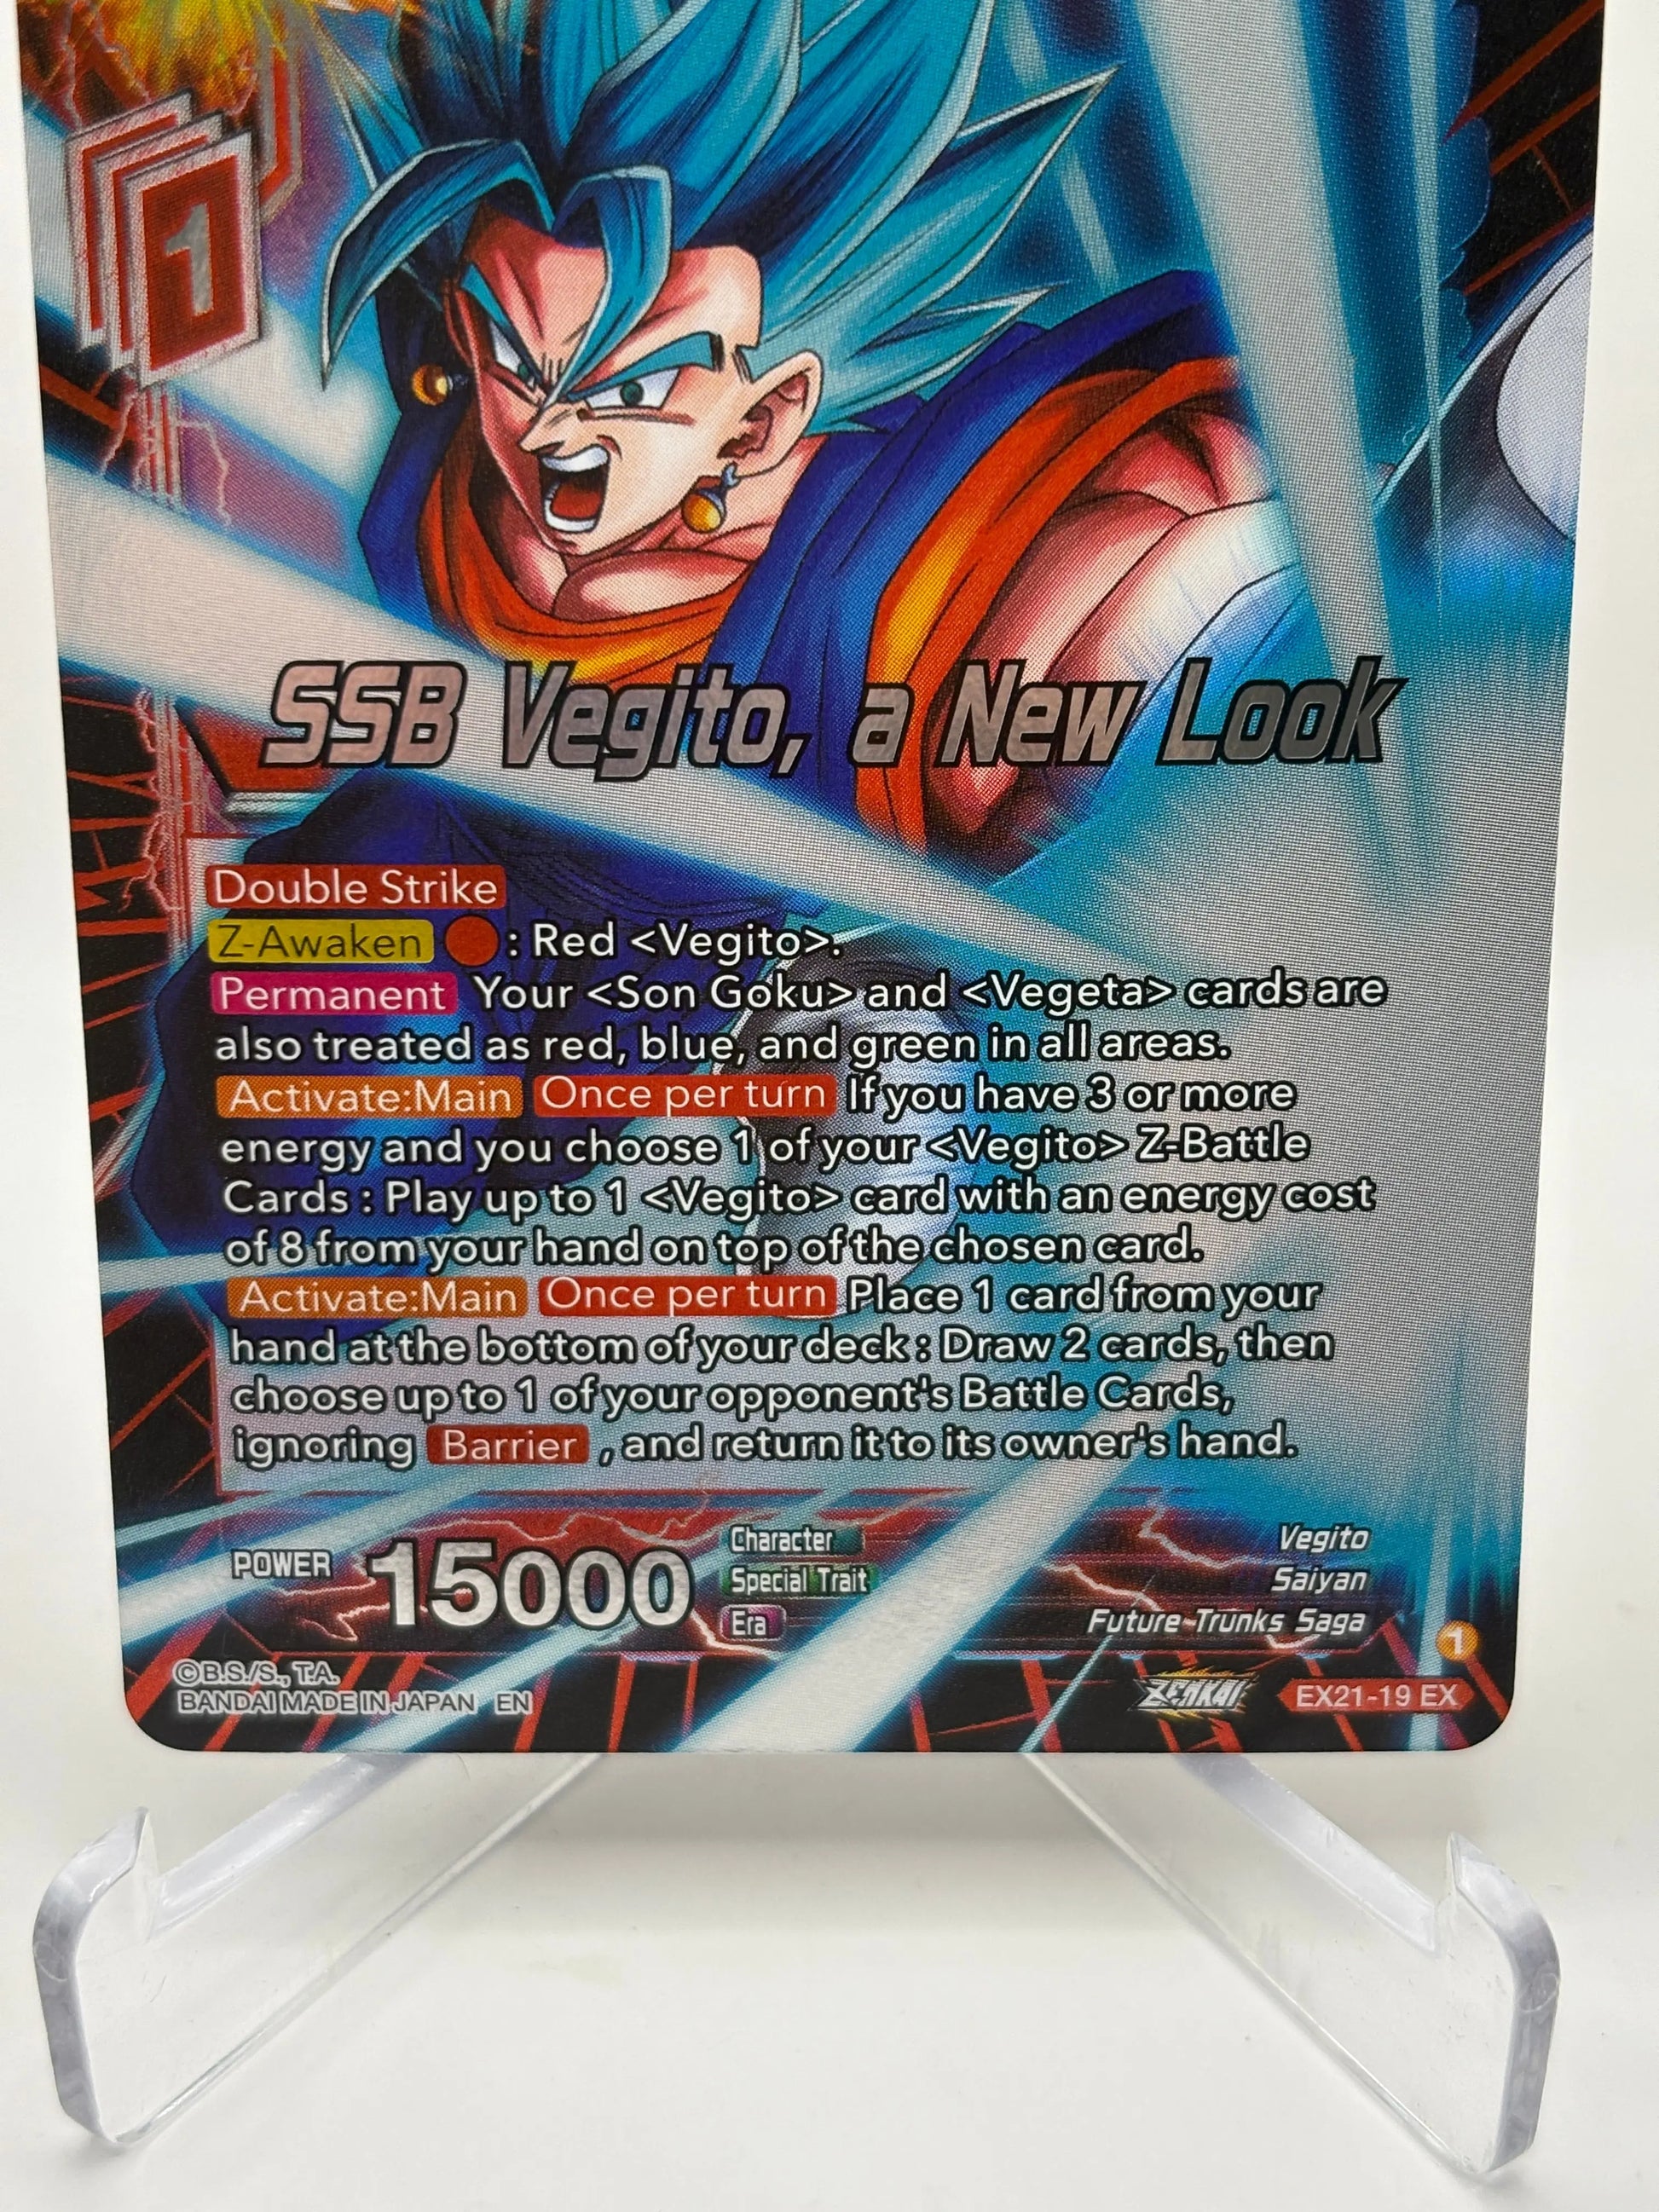 1
SSB Vegito, a New Look
Double Strike
Z-Awaken : Red <Vegito>.
Permanent Your <Son Goku> and <Vegeta> cards are
also treated as red, blue, and green in all areas.
Activate:Main Once per turn If you have 3 or more
energy and you choose 1 of your <Vegito> Z-Battle
Cards : Play up to 1 <Vegito> card with an energy cost
of 8 from your hand on top of the chosen card.
Activate:Main Once per turn Place 1 card from your
hand at the bottom of your deck : Draw 2 cards, then
choose up to 1 of your opponent's Battle Cards,
ignoring Barrier , and return it to its owner's hand.
POWER 15000
Character Vegito
Special Trait Saiyan
Era Future Trunks Saga
1
©B.S./S., T.A.
BANDAI MADE IN JAPAN EN
ZENKAI
EX21-19 EX